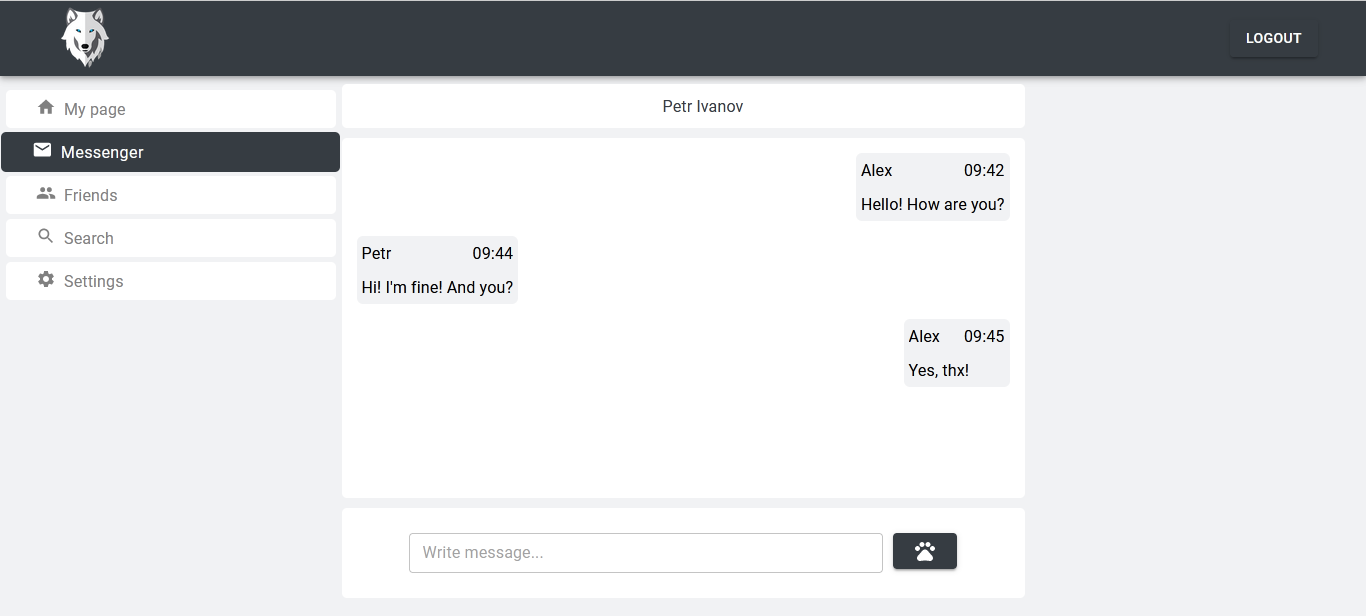 LOGOUT
My page
Messenger
Friends
Search
Settings
Petr Ivanov
Alex 09:42
Hello! How are you?
Petr 09:44
Hi! I'm fine! And you?
Alex 09:45
Yes, thx!
Write message...